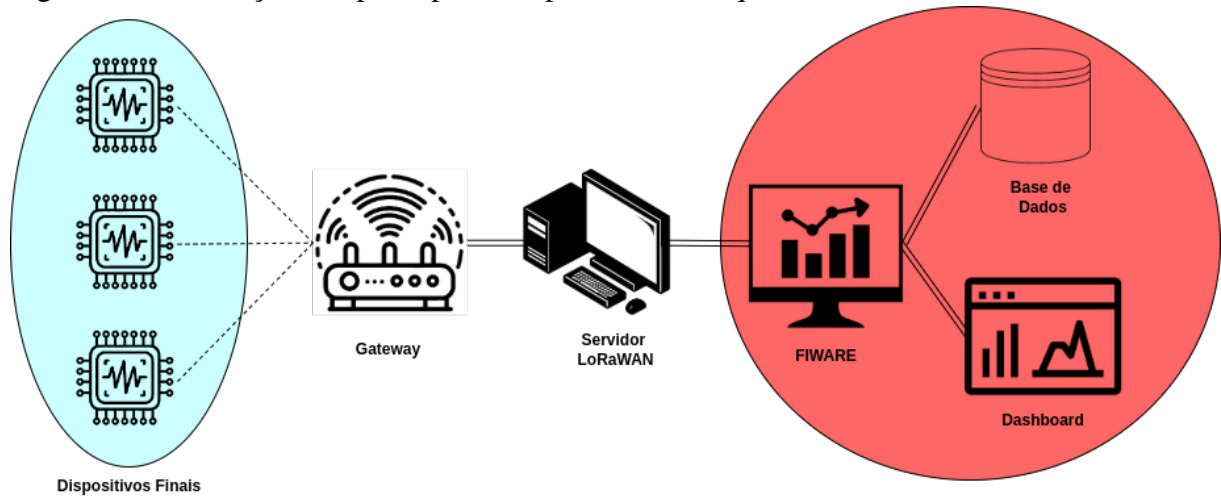 Gateway
Servidor
LoRaWAN
FIWARE
Base de
Dados
Dashboard
Dispositivos Finais